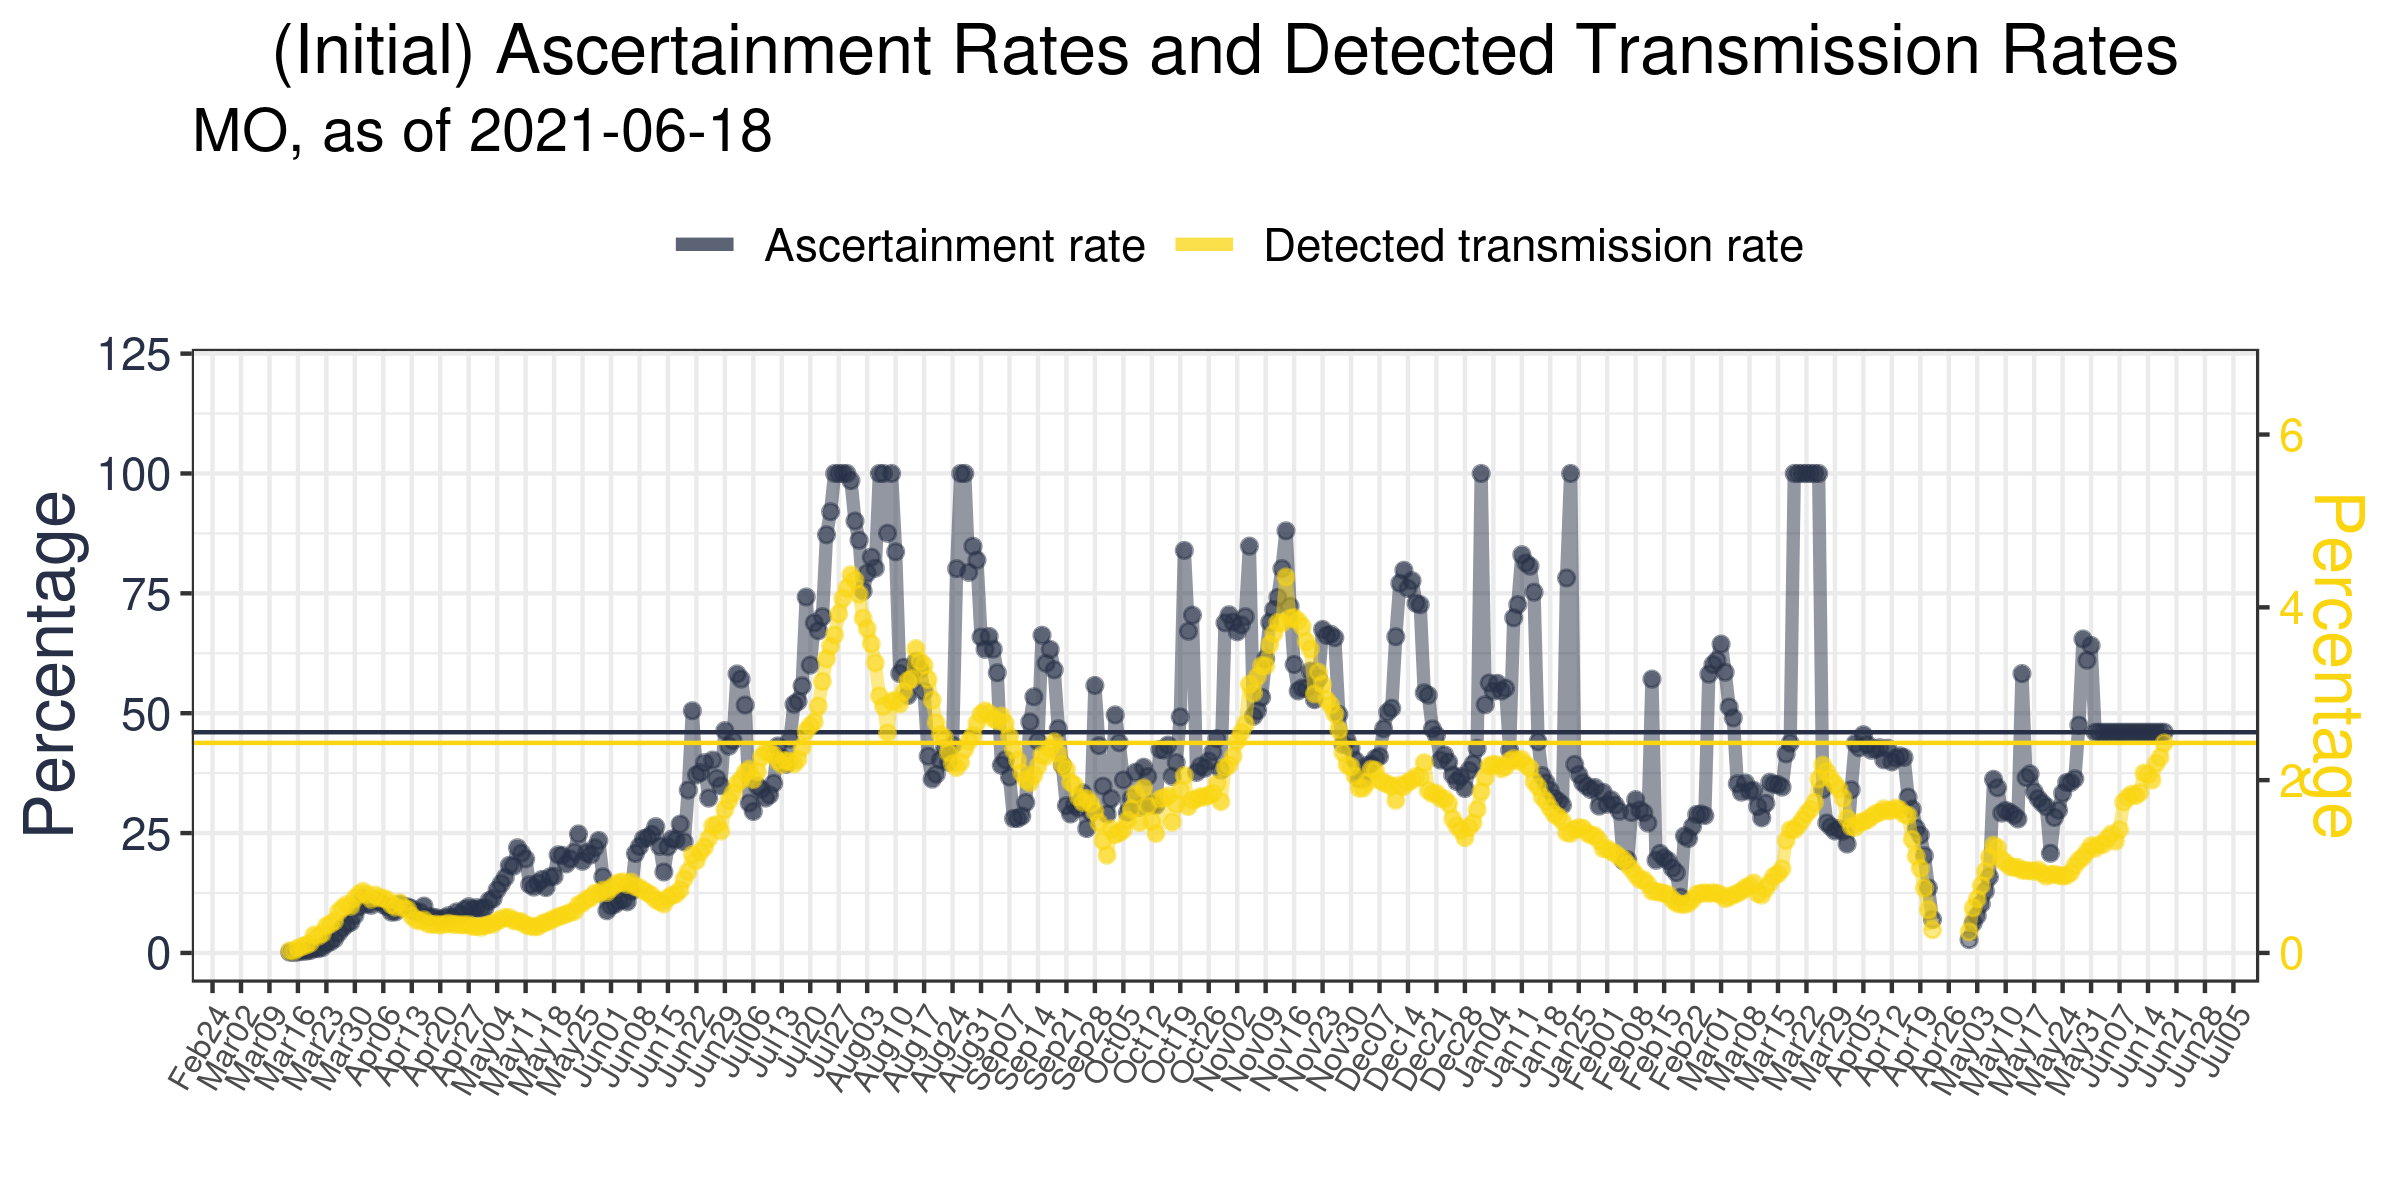 (Initial) Ascertainment Rates and Detected Transmission Rates
MO, as of 2021-06-18
Ascertainment rate
Detected transmission rate
Percentage
125
100
75
50
25
0
6
4
2
0
Percentage
Feb24
Mar02
Mar09
Mar16
Mar23
Mar30
Apr06
Apr13
Apr20
Apr27
May04
May11
May18
May25
Jun01
Jun08
Jun15
Jun22
Jun29
Jul06
Jul13
Jul20
Jul27
Aug03
Aug10
Aug17
Aug24
Aug31
Sep07
Sep14
Sep21
Sep28
Oct05
Oct12
Oct19
Oct26
Nov02
Nov09
Nov16
Nov23
Nov30
Dec07
Dec14
Dec21
Dec28
Jan04
Jan11
Jan18
Jan25
Feb01
Feb08
Feb15
Feb22
Mar01
Mar08
Mar15
Mar22
Mar29
Apr05
Apr12
Apr19
Apr26
May03
May10
May17
May24
May31
Jun07
Jun14
Jun21
Jun28
Jul05